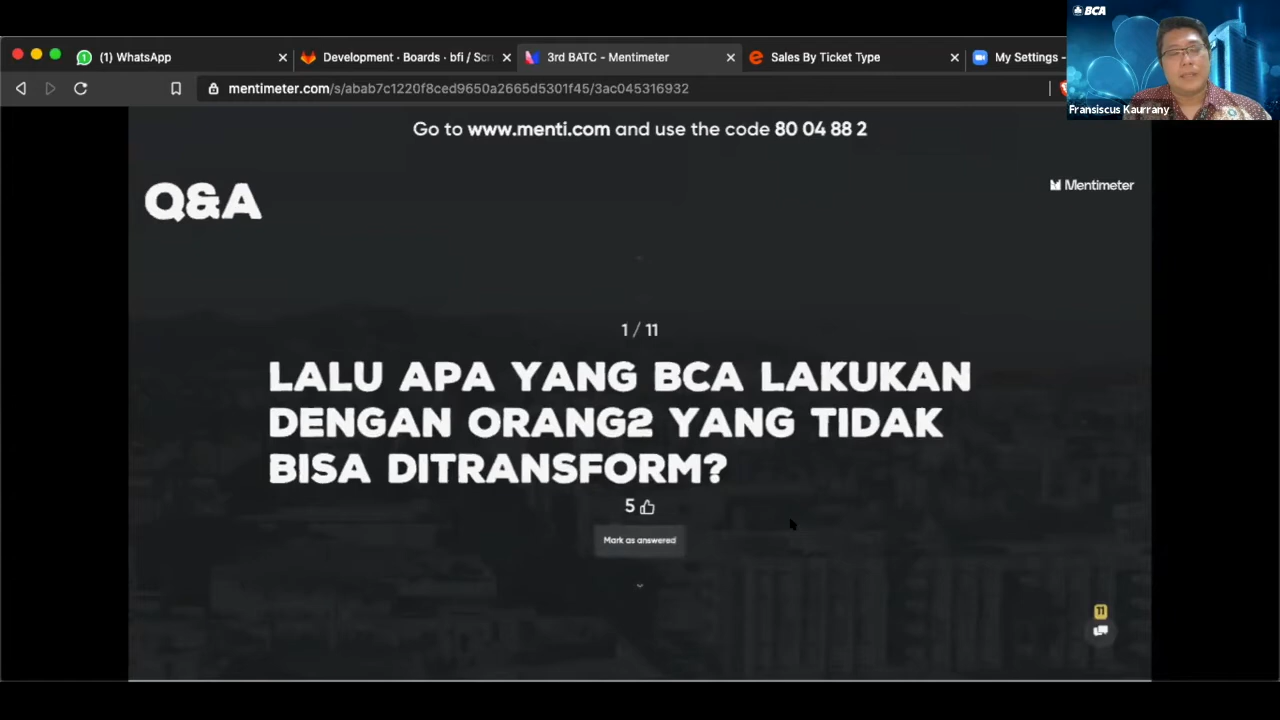 BCA
(1) WhatsApp
Development · Boards · bfi / Scr
3rd BATC - Mentimeter
Sales By Ticket Type
My Settings -
mentimeter.com/s/abab7c1220f8ced9650a2665d5301f45/3ac045316932
Fransiscus Kaurrany
Go to www.menti.com and use the code 80 04 88 2
Mentimeter
Q&A
1 / 11
LALU APA YANG BCA LAKUKAN
DENGAN ORANG2 YANG TIDAK
BISA DITRANSFORM?
5
Mark as answered
11